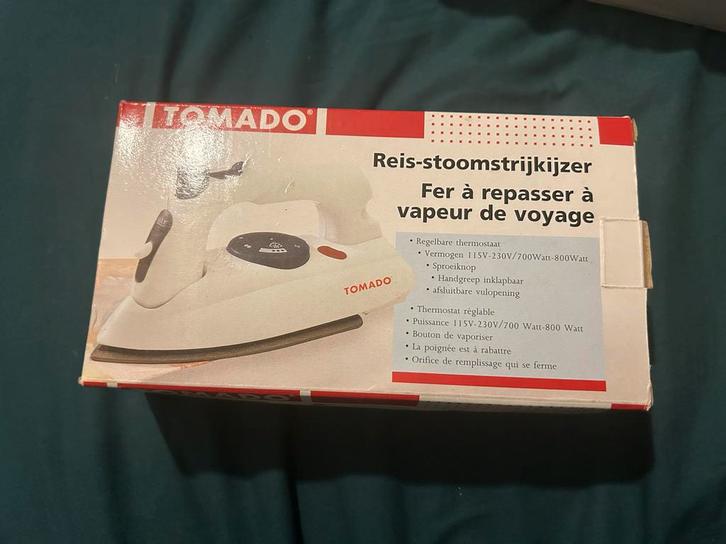 TOMADO®
Reis-stoomstrijkijzer
Fer à repasser à
vapeur de voyage
• Regelbare thermostaat
• Vermogen 115V-230V/700Watt-800Watt
• Sproeiknop
• Handgreep inklapbaar
• afsluitbare vulopening
• Thermostat réglable
• Puissance 115V-230V/700 Watt-800 Watt
• Bouton de vaporiser
• La poignée est à rabattre
• Orifice de remplissage qui se ferme
TOMADO
TOMADO